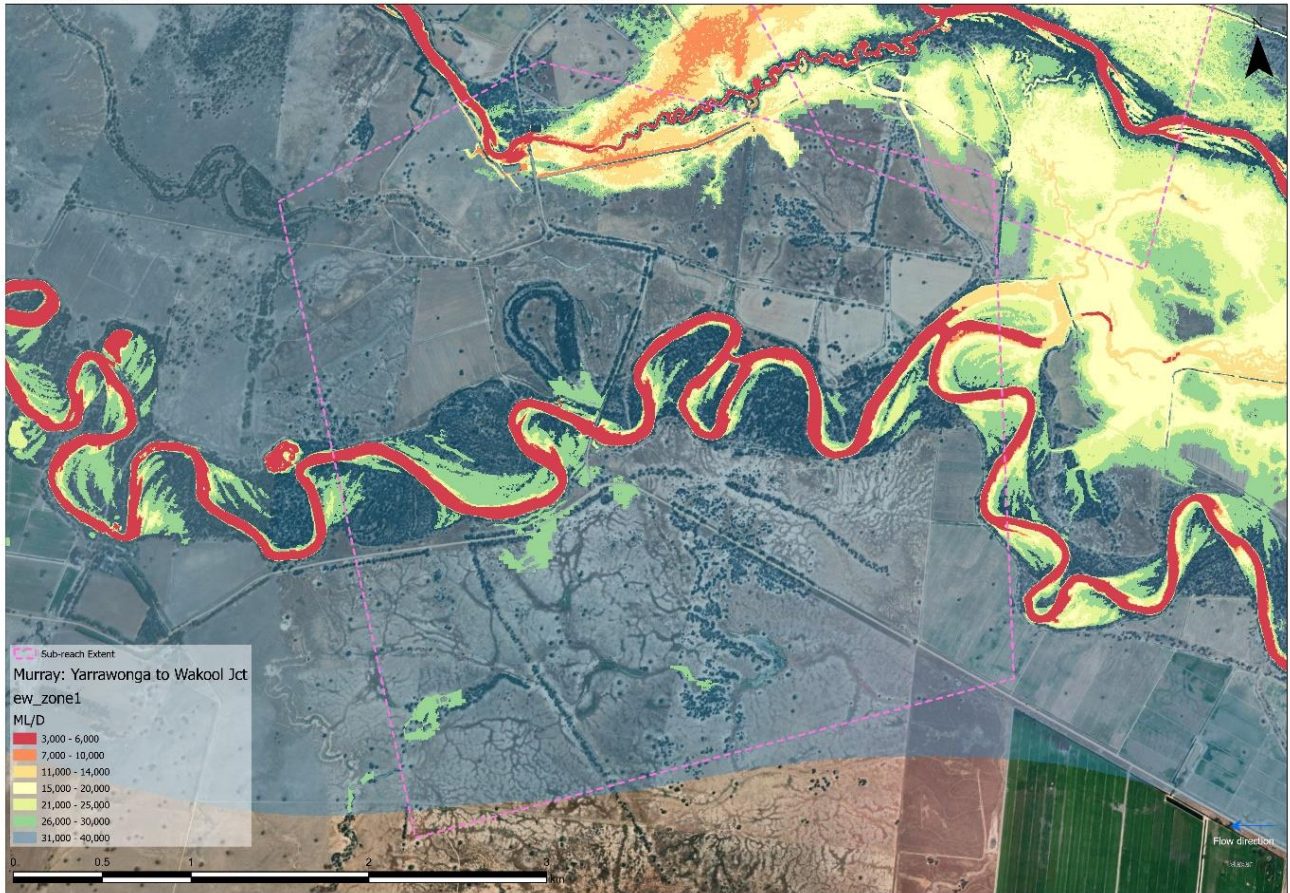 N
Sub-reach Extent
Murray: Yarrawonga to Wakool Jct
ew_zone1
ML/D
3,000 - 6,000
7,000 - 10,000
11,000 - 14,000
15,000 - 20,000
21,000 - 25,000
26,000 - 30,000
31,000 - 40,000
0 0.5 1 2 3
km
Flow direction